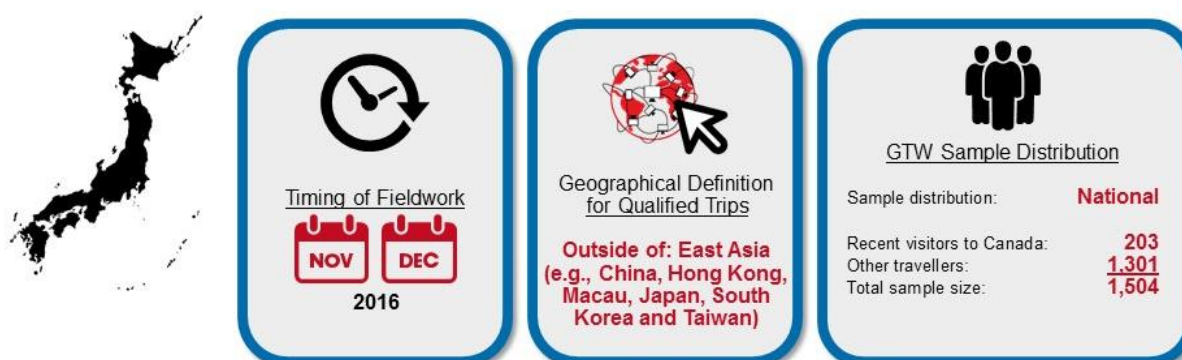 Timing of Fieldwork
NOV DEC
2016
Geographical Definition
for Qualified Trips
Outside of: East Asia
(e.g., China, Hong Kong,
Macau, Japan, South
Korea and Taiwan)
GTW Sample Distribution
Sample distribution: National
Recent visitors to Canada: 203
Other travellers: 1,301
Total sample size: 1,504